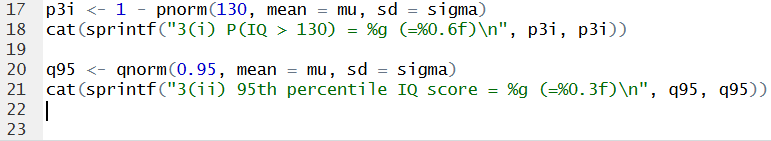 17 p3i <- 1 - pnorm(130, mean = mu, sd = sigma)
18 cat(sprintf("3(i) P(IQ > 130) = %g (=%0.6f)\n", p3i, p3i))
19
20 q95 <- qnorm(0.95, mean = mu, sd = sigma)
21 cat(sprintf("3(ii) 95th percentile IQ score = %g (=%0.3f)\n", q95, q95))
22
23